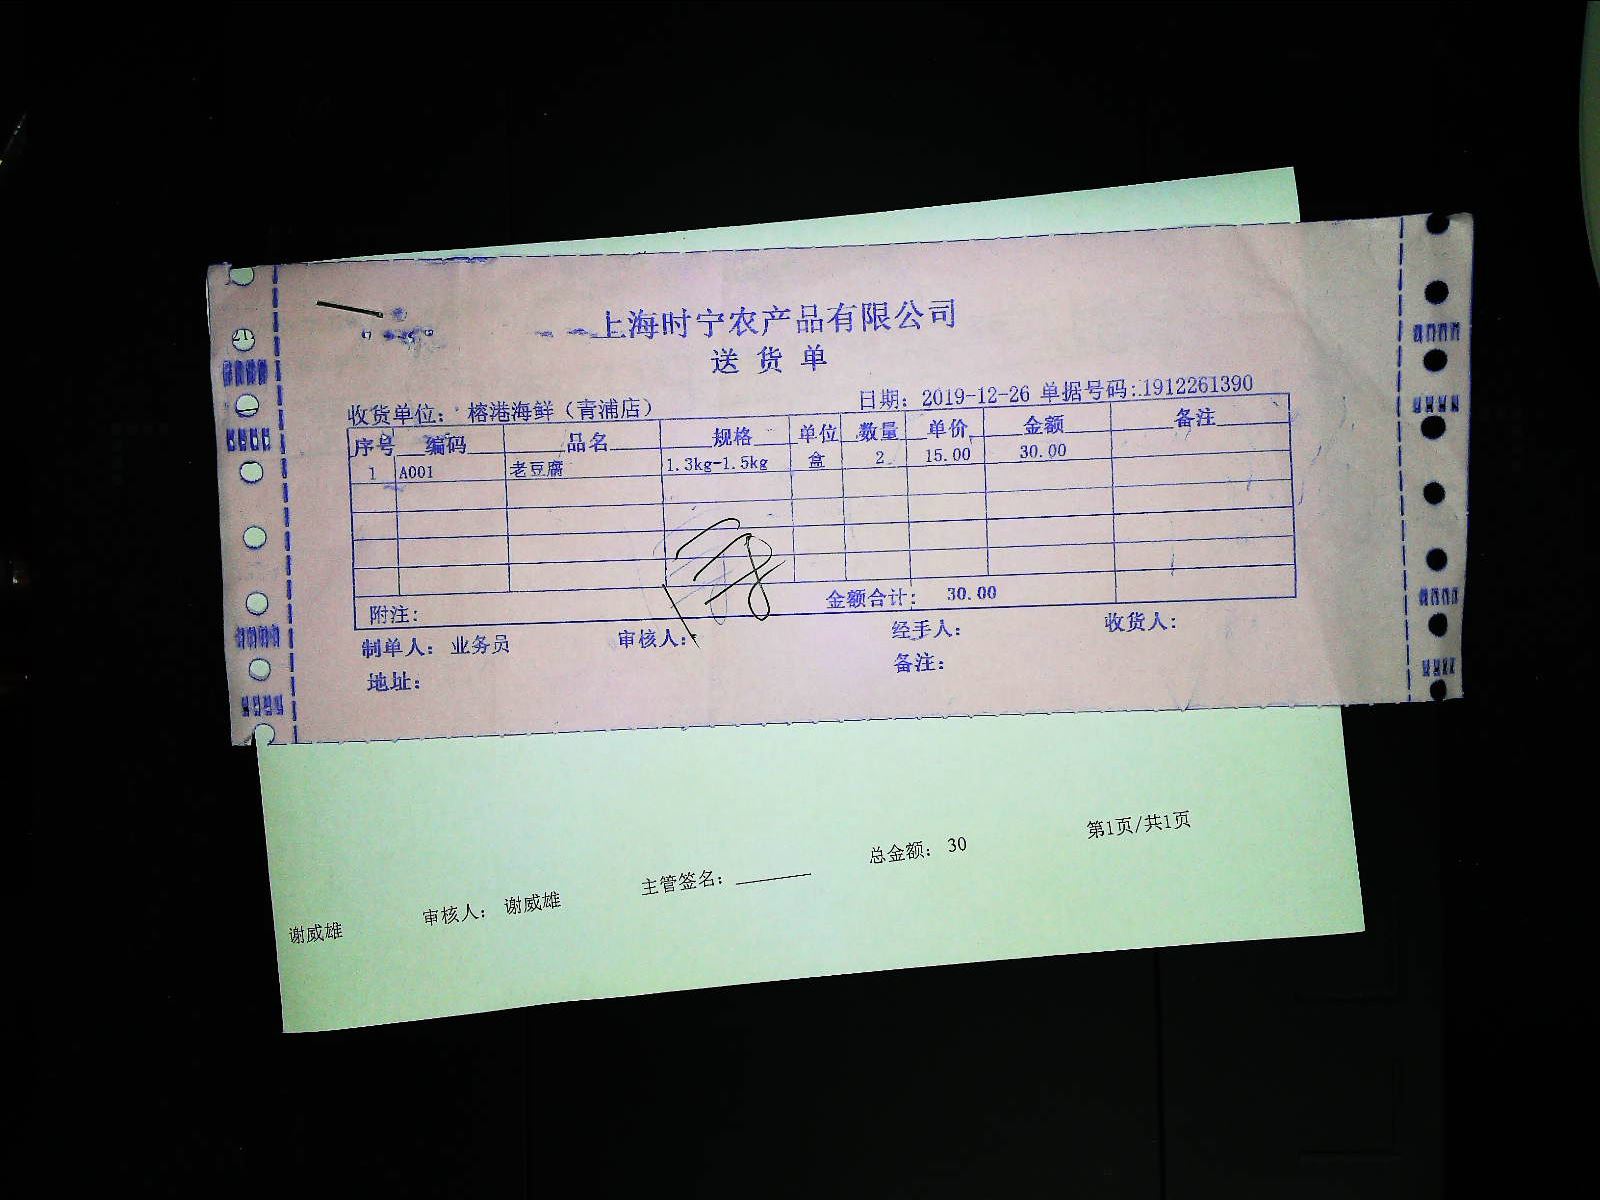 上海时宁农产品有限公司
送货单
收货单位: 榕港海鲜(青浦店) 日期: 2019-12-26 单据号码:1912261390
序号 编码 品名 规格 单位 数量 单价 金额 备注
1 A001 老豆腐 1.3kg-1.5kg 盒 2 15.00 30.00
附注: 金额合计: 30.00
制单人: 业务员 审核人: 经手人: 收货人:
地址: 备注:
谢威雄 审核人: 谢威雄 主管签名: 总金额: 30 第1页/共1页